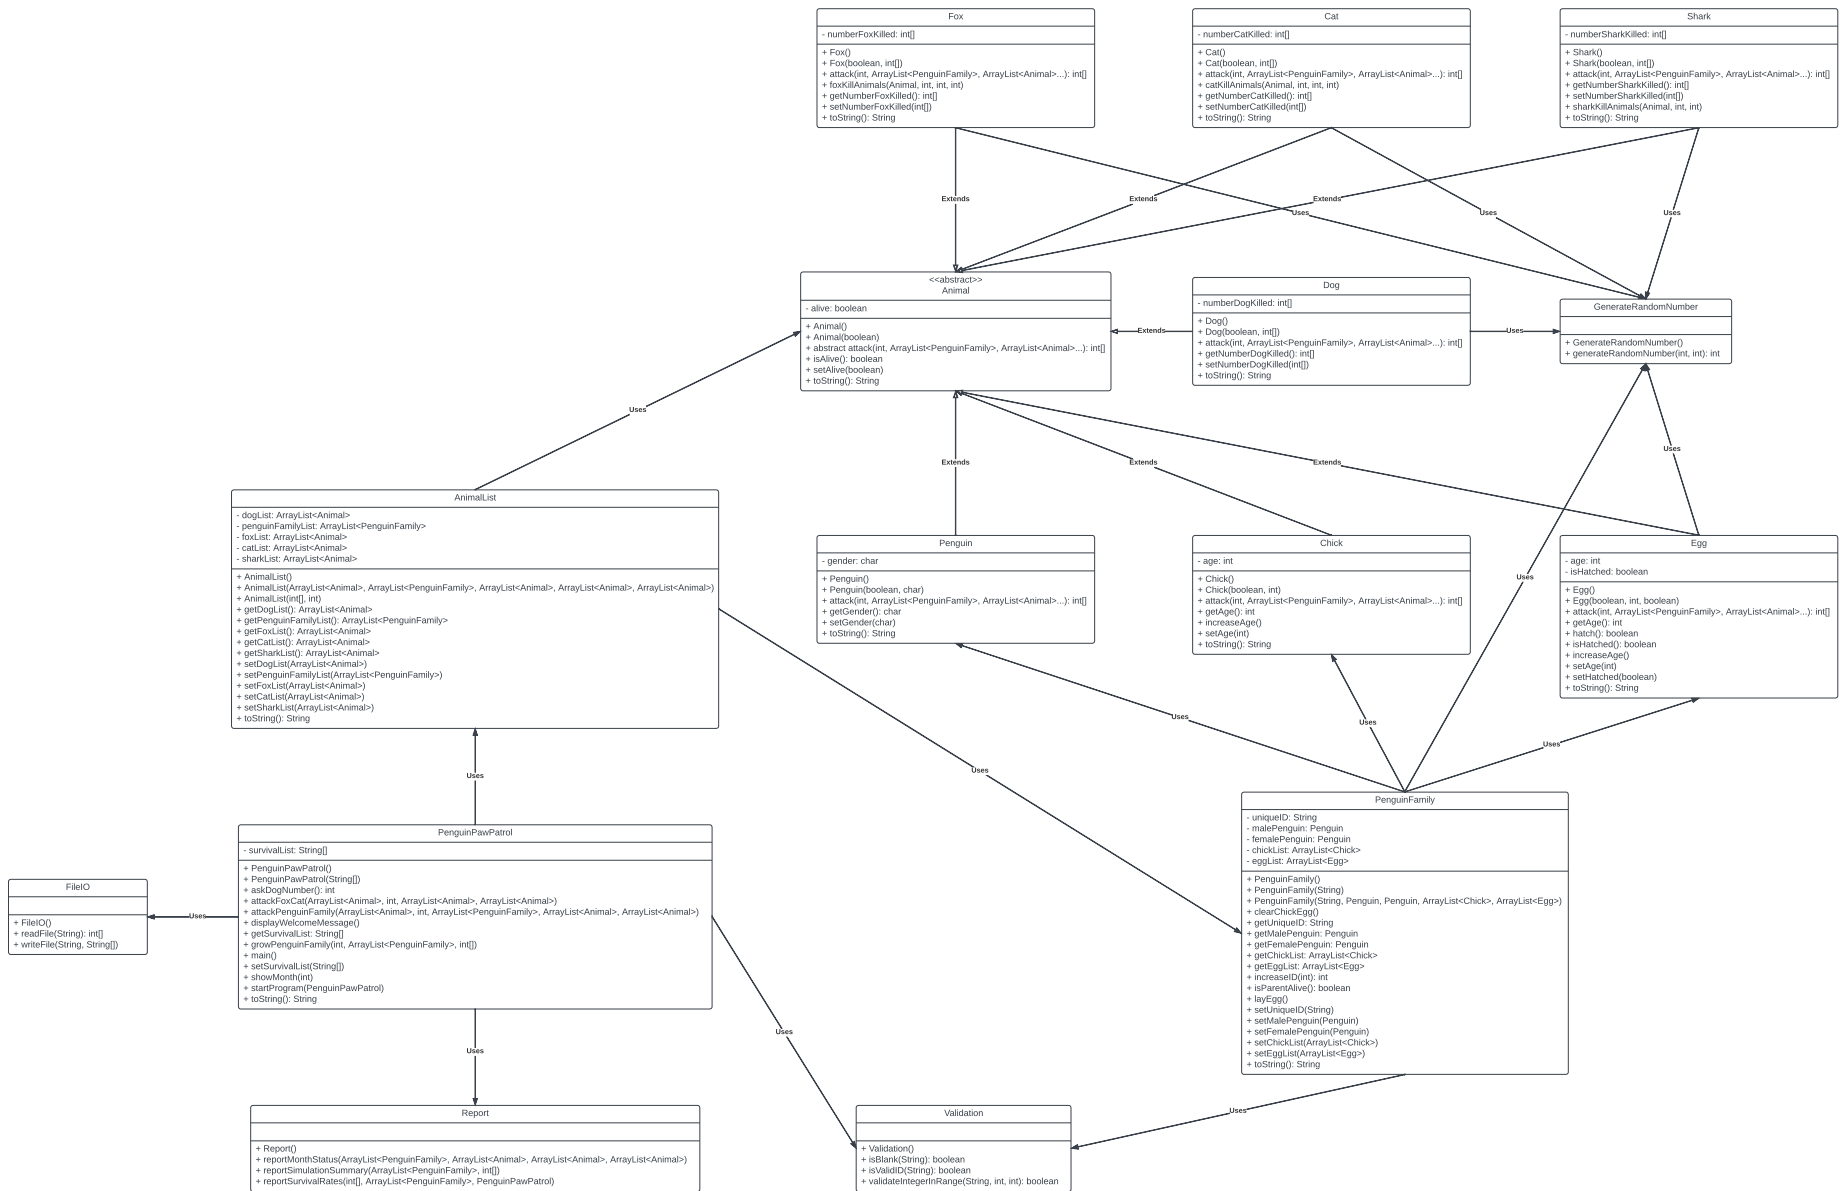 Fox
- numberFoxKilled: int[]
+ Fox()
+ Fox(boolean, int[])
+ attack(int, ArrayList<PenguinFamily>, ArrayList<Animal>...): int[]
+ foxKillAnimals(Animal, int, int, int)
+ getNumberFoxKilled(): int[]
+ setNumberFoxKilled(int[])
+ toString(): String
Cat
- numberCatKilled: int[]
+ Cat()
+ Cat(boolean, int[])
+ attack(int, ArrayList<PenguinFamily>, ArrayList<Animal>...): int[]
+ catKillAnimals(Animal, int, int, int)
+ getNumberCatKilled(): int[]
+ setNumberCatKilled(int[])
+ toString(): String
Shark
- numberSharkKilled: int[]
+ Shark()
+ Shark(boolean, int[])
+ attack(int, ArrayList<PenguinFamily>, ArrayList<Animal>...): int[]
+ getNumberSharkKilled(): int[]
+ setNumberSharkKilled(int[])
+ sharkKillAnimals(Animal, int, int)
+ toString(): String
Extends
Extends
Extends
Uses
Uses
Uses
<<abstract>>
Animal
- alive: boolean
+ Animal()
+ Animal(boolean)
+ abstract attack(int, ArrayList<PenguinFamily>, ArrayList<Animal>...): int[]
+ isAlive(): boolean
+ setAlive(boolean)
+ toString(): String
Extends
Dog
- numberDogKilled: int[]
+ Dog()
+ Dog(boolean, int[])
+ attack(int, ArrayList<PenguinFamily>, ArrayList<Animal>...): int[]
+ getNumberDogKilled(): int[]
+ setNumberDogKilled(int[])
+ toString(): String
Uses
GenerateRandomNumber
+ GenerateRandomNumber()
+ generateRandomNumber(int, int): int
Uses
Extends
Extends
Extends
Uses
AnimalList
- dogList: ArrayList<Animal>
- penguinFamilyList: ArrayList<PenguinFamily>
- foxList: ArrayList<Animal>
- catList: ArrayList<Animal>
- sharkList: ArrayList<Animal>
+ AnimalList()
+ AnimalList(ArrayList<Animal>, ArrayList<PenguinFamily>, ArrayList<Animal>, ArrayList<Animal>, ArrayList<Animal>)
+ AnimalList(int[], int)
+ getDogList(): ArrayList<Animal>
+ getPenguinFamilyList(): ArrayList<PenguinFamily>
+ getFoxList(): ArrayList<Animal>
+ getCatList(): ArrayList<Animal>
+ getSharkList(): ArrayList<Animal>
+ setDogList(ArrayList<Animal>)
+ setPenguinFamilyList(ArrayList<PenguinFamily>)
+ setFoxList(ArrayList<Animal>)
+ setCatList(ArrayList<Animal>)
+ setSharkList(ArrayList<Animal>)
+ toString(): String
Penguin
- gender: char
+ Penguin()
+ Penguin(boolean, char)
+ attack(int, ArrayList<PenguinFamily>, ArrayList<Animal>...): int[]
+ getGender(): char
+ setGender(char)
+ toString(): String
Chick
- age: int
+ Chick()
+ Chick(boolean, int)
+ attack(int, ArrayList<PenguinFamily>, ArrayList<Animal>...): int[]
+ getAge(): int
+ increaseAge()
+ setAge(int)
+ toString(): String
Uses
Egg
- age: int
- isHatched: boolean
+ Egg()
+ Egg(boolean, int, boolean)
+ attack(int, ArrayList<PenguinFamily>, ArrayList<Animal>...): int[]
+ getAge(): int
+ hatch(): boolean
+ isHatched(): boolean
+ increaseAge()
+ setAge(int)
+ setHatched(boolean)
+ toString(): String
Uses
Uses
Uses
Uses
Uses
PenguinPawPatrol
- survivalList: String[]
+ PenguinPawPatrol()
+ PenguinPawPatrol(String[])
+ askDogNumber(): int
+ attackFoxCat(ArrayList<Animal>, int, ArrayList<Animal>, ArrayList<Animal>)
+ attackPenguinFamily(ArrayList<Animal>, int, ArrayList<PenguinFamily>, ArrayList<Animal>, ArrayList<Animal>)
+ displayWelcomeMessage()
+ getSurvivalList: String[]
+ growPenguinFamily(int, ArrayList<PenguinFamily>, int[])
+ main()
+ setSurvivalList(String[])
+ showMonth(int)
+ startProgram(PenguinPawPatrol)
+ toString(): String
FileIO
+ FileIO()
+ readFile(String): int[]
+ writeFile(String, String[])
Uses
PenguinFamily
- uniqueID: String
- malePenguin: Penguin
- femalePenguin: Penguin
- chickList: ArrayList<Chick>
- eggList: ArrayList<Egg>
+ PenguinFamily()
+ PenguinFamily(String)
+ PenguinFamily(String, Penguin, Penguin, ArrayList<Chick>, ArrayList<Egg>)
+ clearChickEgg()
+ getUniqueID: String
+ getMalePenguin: Penguin
+ getFemalePenguin: Penguin
+ getChickList: ArrayList<Chick>
+ getEggList: ArrayList<Egg>
+ increaseID(int): int
+ isParentAlive(): boolean
+ layEgg()
+ setUniqueID(String)
+ setMalePenguin(Penguin)
+ setFemalePenguin(Penguin)
+ setChickList(ArrayList<Chick>)
+ setEggList(ArrayList<Egg>)
+ toString(): String
Uses
Uses
Uses
Report
+ Report()
+ reportMonthStatus(ArrayList<PenguinFamily>, ArrayList<Animal>, ArrayList<Animal>, ArrayList<Animal>)
+ reportSimulationSummary(ArrayList<PenguinFamily>, int[])
+ reportSurvivalRates(int[], ArrayList<PenguinFamily>, PenguinPawPatrol)
Validation
+ Validation()
+ isBlank(String): boolean
+ isValidID(String): boolean
+ validateIntegerInRange(String, int, int): boolean